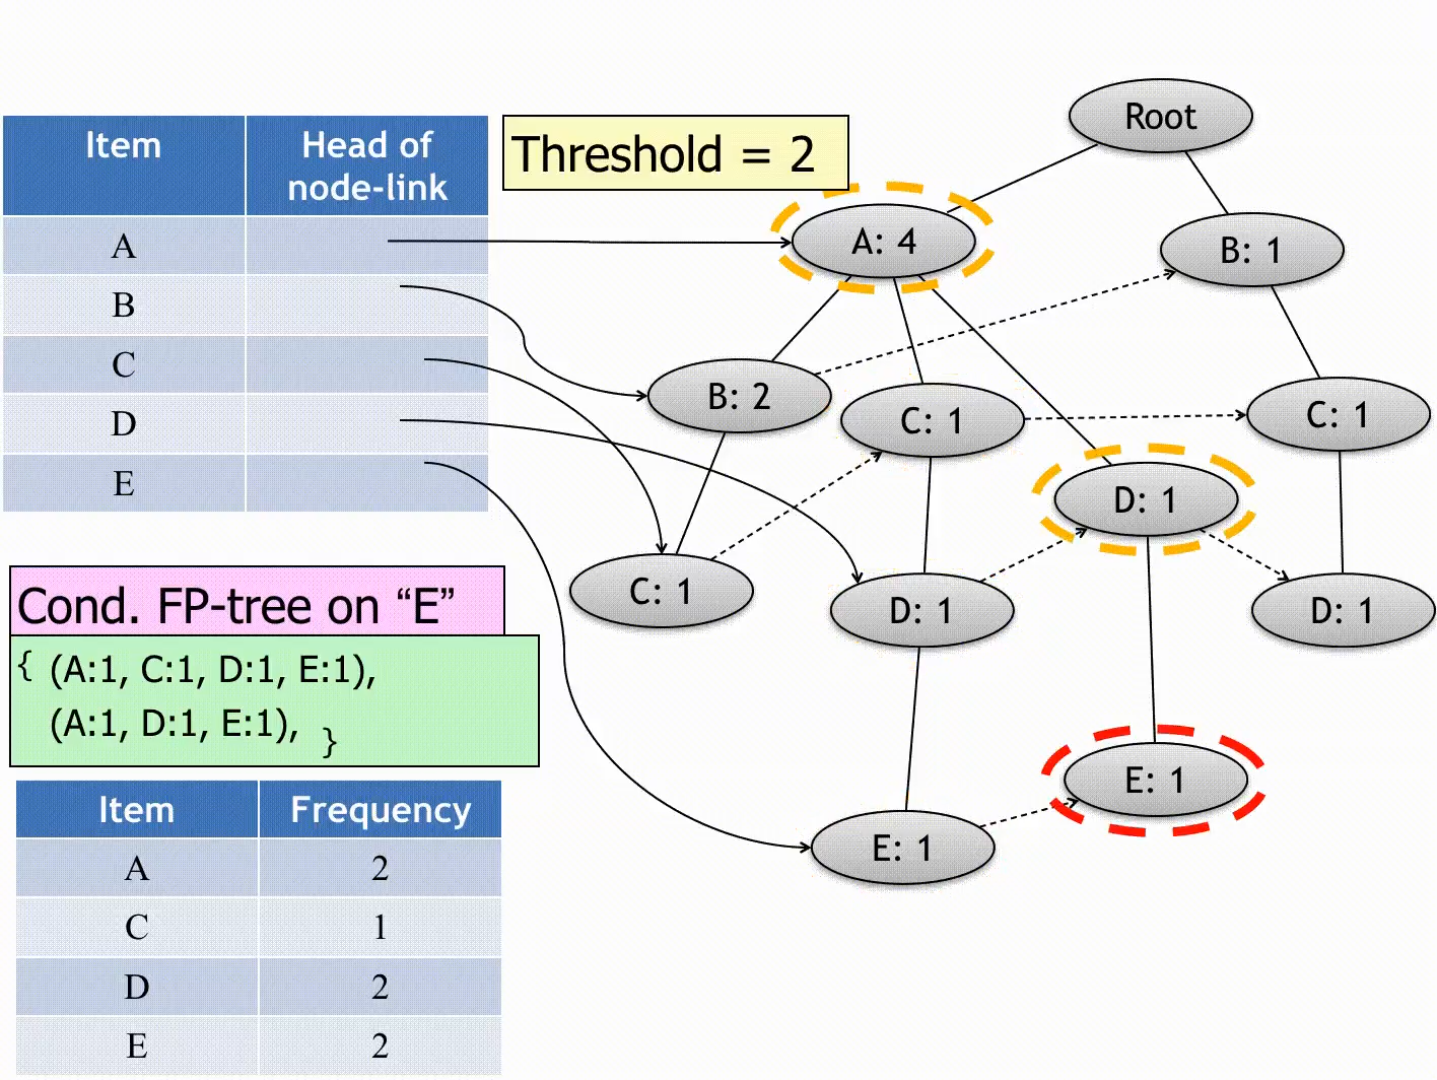 Item Head of node-link
A
B
C
D
E
Threshold = 2
Root
A: 4
B: 1
B: 2
C: 1
C: 1
D: 1
C: 1
D: 1
D: 1
E: 1
E: 1
Cond. FP-tree on “E”
{ (A:1, C:1, D:1, E:1),
(A:1, D:1, E:1), }
Item Frequency
A 2
C 1
D 2
E 2